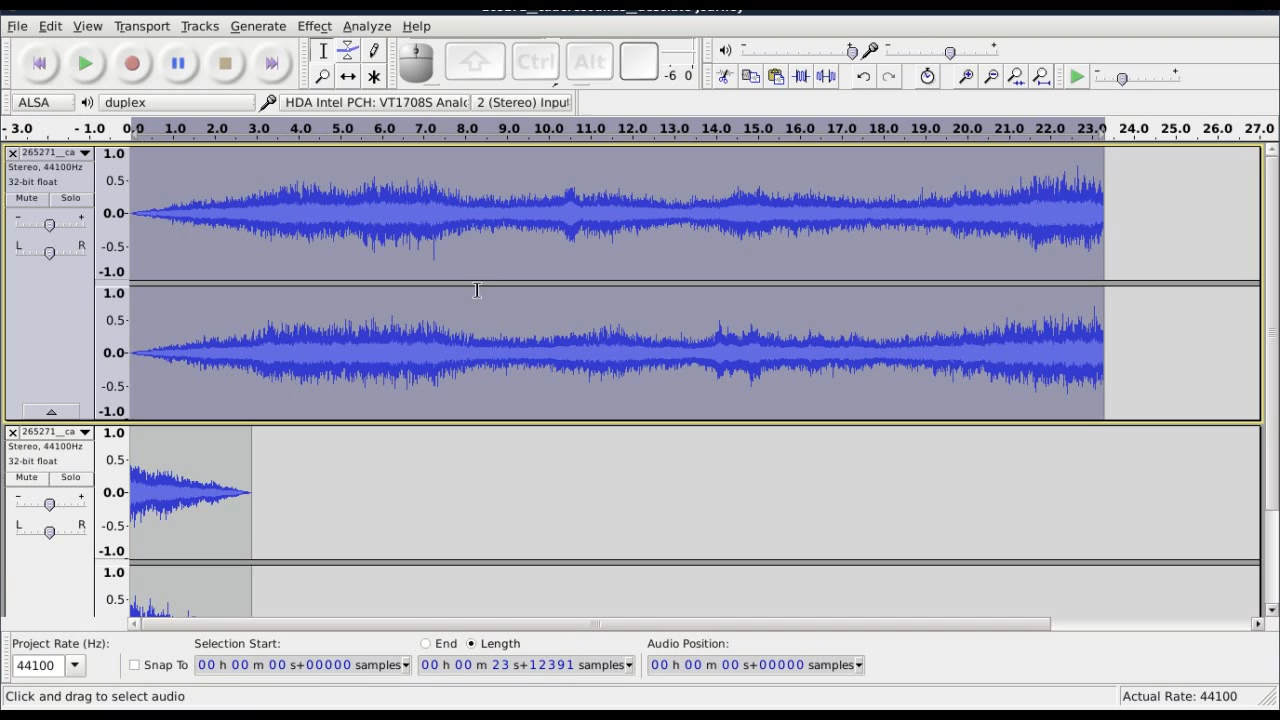 File Edit View Transport Tracks Generate Effect Analyze Help
Ctrl Alt
-6 0
ALSA duplex HDA Intel PCH: VT1708S Analc 2 (Stereo) Input
- 3.0 - 1.0 0.0 1.0 2.0 3.0 4.0 5.0 6.0 7.0 8.0 9.0 10.0 11.0 12.0 13.0 14.0 15.0 16.0 17.0 18.0 19.0 20.0 21.0 22.0 23.0 24.0 25.0 26.0 27.0
265271__ca
Stereo, 44100Hz
32-bit float
Mute Solo
- +
L R
1.0
0.5
0.0
-0.5
-1.0
1.0
0.5
0.0
-0.5
-1.0
265271__ca
Stereo, 44100Hz
32-bit float
Mute Solo
- +
L R
1.0
0.5
0.0
-0.5
-1.0
1.0
0.5
Project Rate (Hz): Selection Start: End Length Audio Position:
44100 Snap To 00 h 00 m 00 s+00000 samples 00 h 00 m 23 s+12391 samples 00 h 00 m 00 s+00000 samples
Click and drag to select audio Actual Rate: 44100